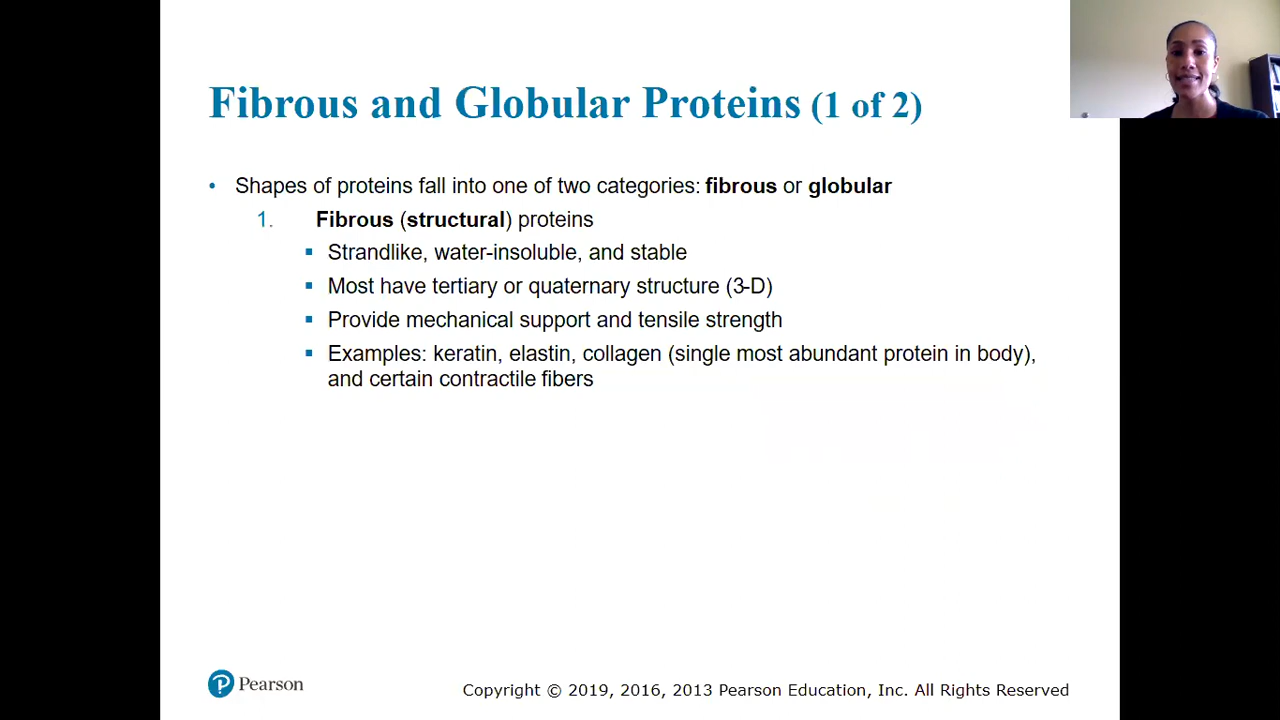 Fibrous and Globular Proteins (1 of 2)
• Shapes of proteins fall into one of two categories: fibrous or globular
1. Fibrous (structural) proteins
▪ Strandlike, water-insoluble, and stable
▪ Most have tertiary or quaternary structure (3-D)
▪ Provide mechanical support and tensile strength
▪ Examples: keratin, elastin, collagen (single most abundant protein in body),
and certain contractile fibers
Pearson
Copyright © 2019, 2016, 2013 Pearson Education, Inc. All Rights Reserved